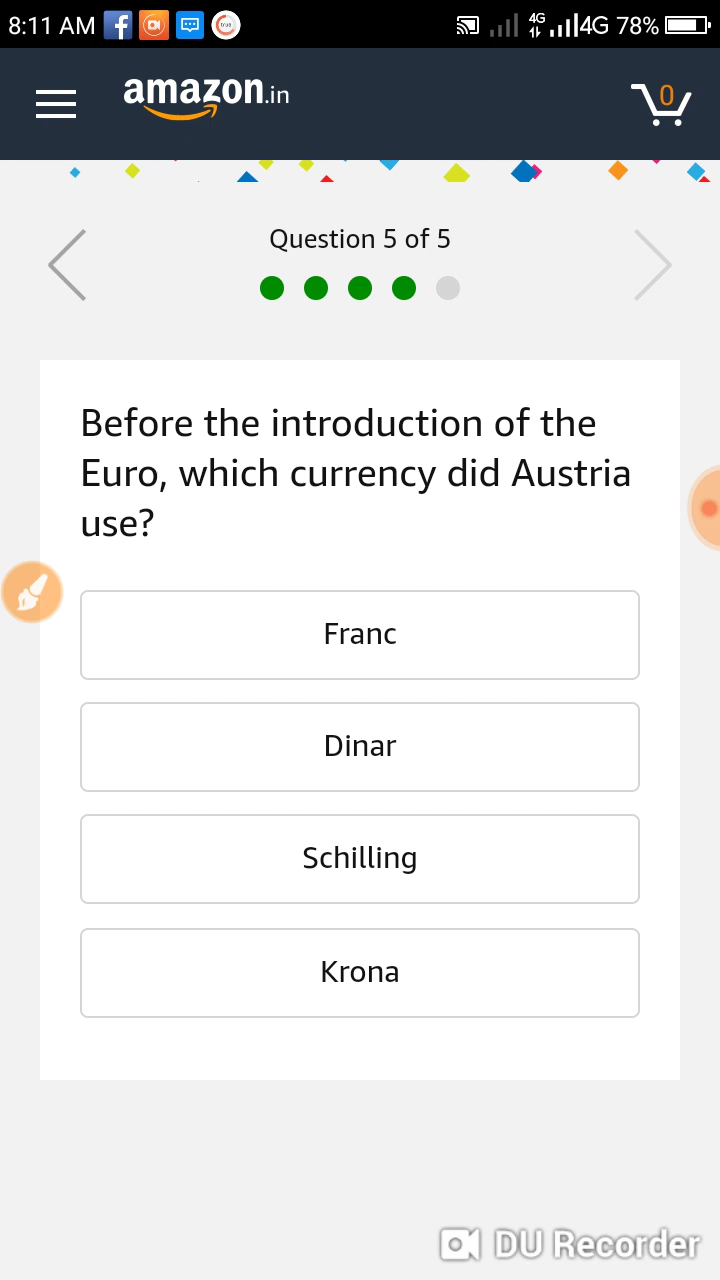 8:11 AM 4G 4G 78%
amazon.in
0
Question 5 of 5
Before the introduction of the
Euro, which currency did Austria
use?
Franc
Dinar
Schilling
Krona
DU Recorder